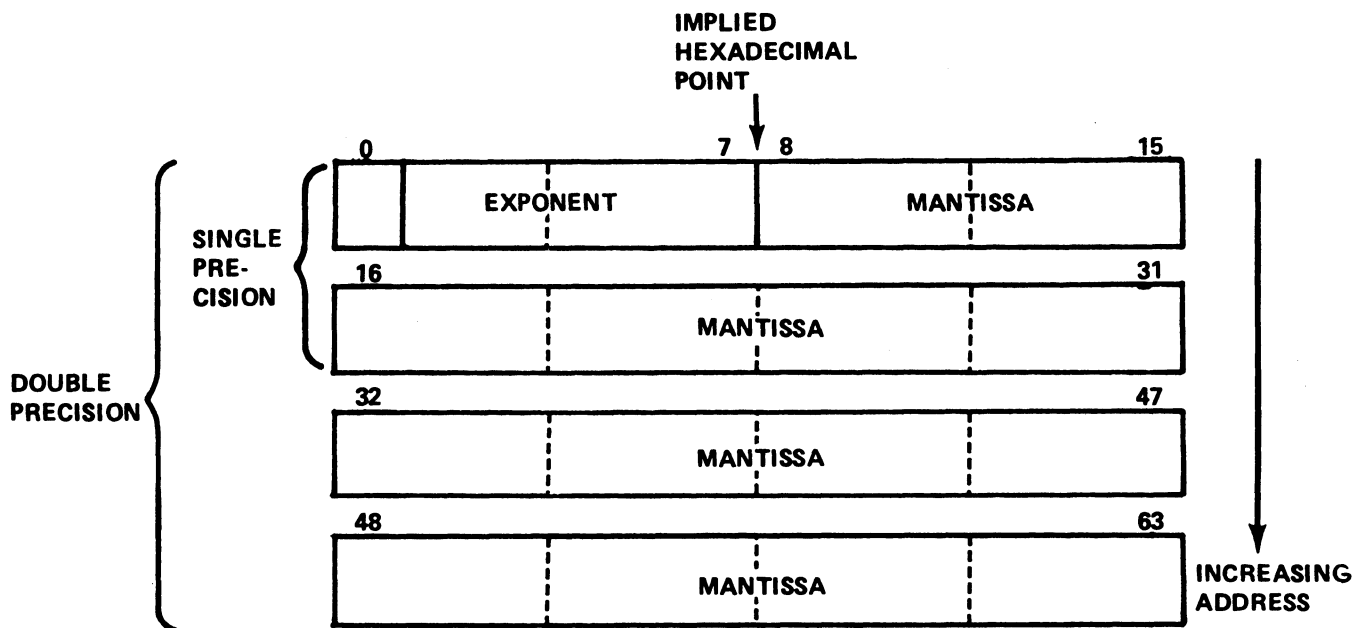 IMPLIED
HEXADECIMAL
POINT
0 7 8 15
EXPONENT MANTISSA
SINGLE
PRE-
CISION
16 31
MANTISSA
DOUBLE
PRECISION
32 47
MANTISSA
48 63
MANTISSA
INCREASING
ADDRESS